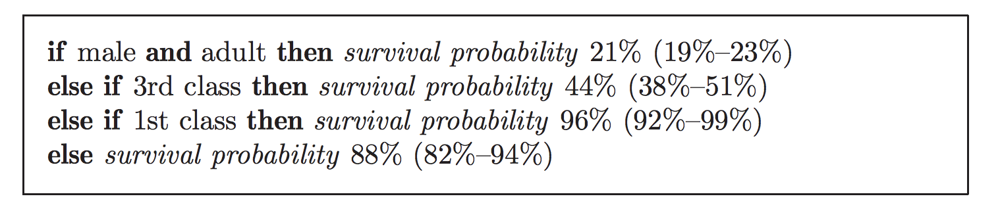 if male and adult then survival probability 21% (19%–23%)
else if 3rd class then survival probability 44% (38%–51%)
else if 1st class then survival probability 96% (92%–99%)
else survival probability 88% (82%–94%)